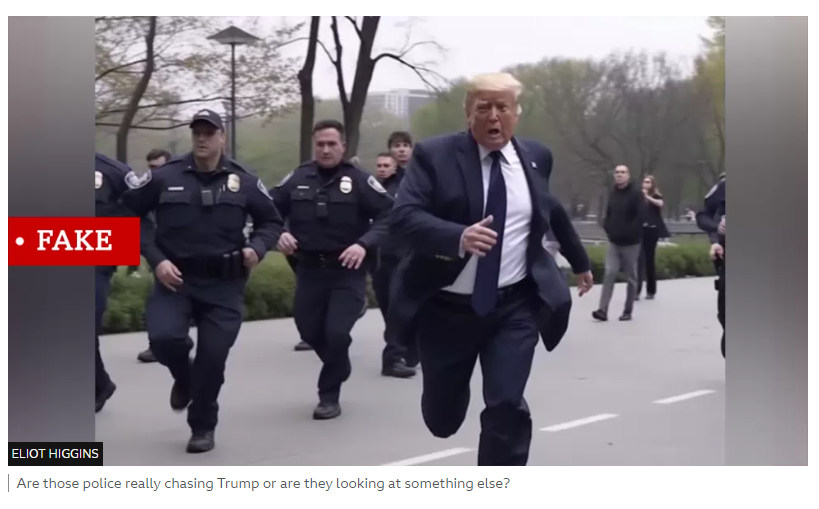 FAKE
ELIOT HIGGINS
Are those police really chasing Trump or are they looking at something else?